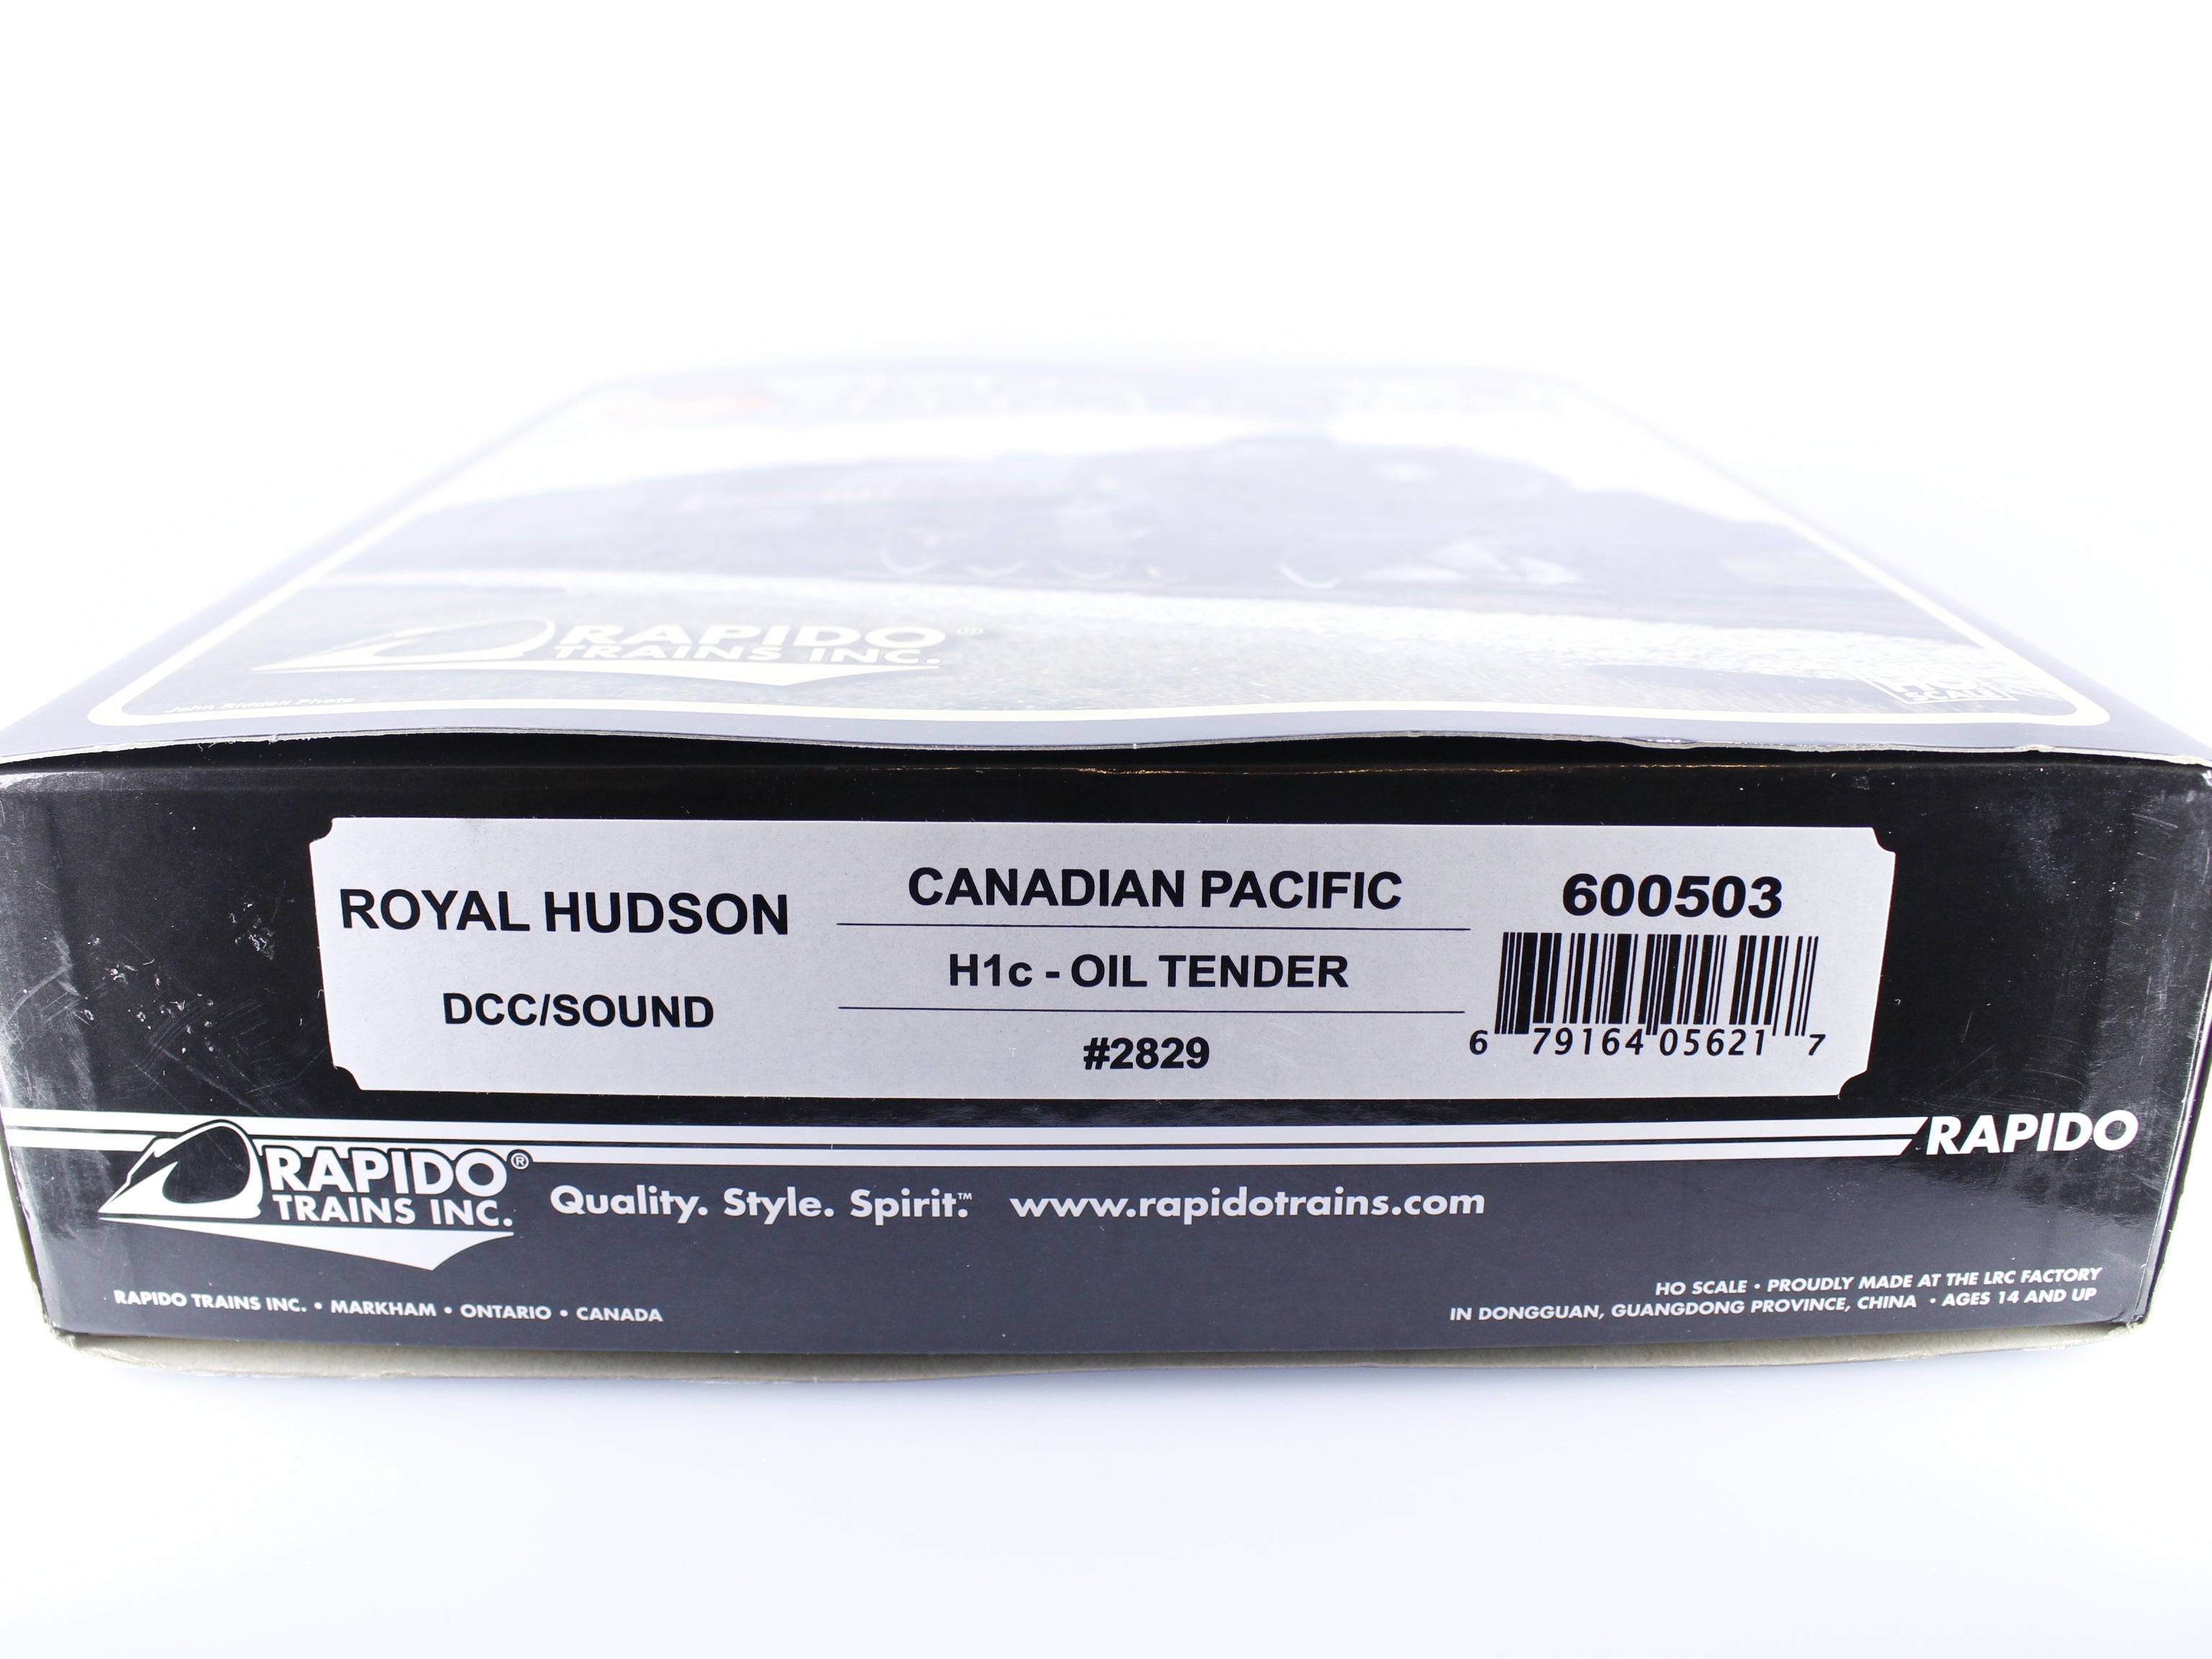 RAPIDO®
TRAINS INC.
John Riddell Photo
SCALE
ROYAL HUDSON
DCC/SOUND
CANADIAN PACIFIC
H1c - OIL TENDER
#2829
600503
6 79164 05621 7
RAPIDO
RAPIDO®
TRAINS INC.
Quality. Style. Spirit.™ www.rapidotrains.com
RAPIDO TRAINS INC. • MARKHAM • ONTARIO • CANADA
HO SCALE • PROUDLY MADE AT THE LRC FACTORY
IN DONGGUAN, GUANGDONG PROVINCE, CHINA • AGES 14 AND UP